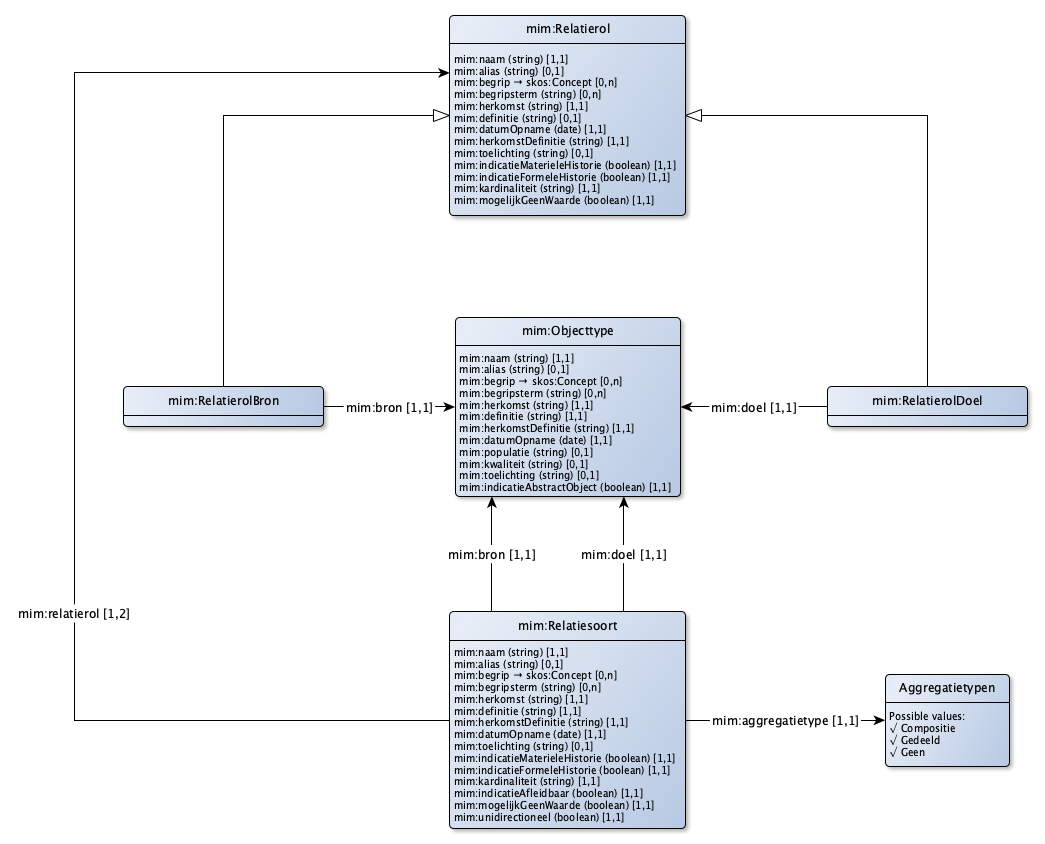 mim:Relatierol
mim:naam (string) [1,1]
mim:alias (string) [0,1]
mim:begrip → skos:Concept [0,n]
mim:begripsterm (string) [0,n]
mim:herkomst (string) [1,1]
mim:definitie (string) [0,1]
mim:datumOpname (date) [1,1]
mim:herkomstDefinitie (string) [1,1]
mim:toelichting (string) [0,1]
mim:indicatieMaterieleHistorie (boolean) [1,1]
mim:indicatieFormeleHistorie (boolean) [1,1]
mim:kardinaliteit (string) [1,1]
mim:mogelijkGeenWaarde (boolean) [1,1]
mim:Objecttype
mim:naam (string) [1,1]
mim:alias (string) [0,1]
mim:begrip → skos:Concept [0,n]
mim:begripsterm (string) [0,n]
mim:herkomst (string) [1,1]
mim:definitie (string) [1,1]
mim:herkomstDefinitie (string) [1,1]
mim:datumOpname (date) [1,1]
mim:populatie (string) [0,1]
mim:kwaliteit (string) [0,1]
mim:toelichting (string) [0,1]
mim:indicatieAbstractObject (boolean) [1,1]
mim:RelatierolBron
mim:bron [1,1]
mim:doel [1,1]
mim:RelatierolDoel
mim:bron [1,1]
mim:doel [1,1]
mim:relatierol [1,2]
mim:Relatiesoort
mim:naam (string) [1,1]
mim:alias (string) [0,1]
mim:begrip → skos:Concept [0,n]
mim:begripsterm (string) [0,n]
mim:herkomst (string) [1,1]
mim:definitie (string) [1,1]
mim:herkomstDefinitie (string) [1,1]
mim:datumOpname (date) [1,1]
mim:toelichting (string) [0,1]
mim:indicatieMaterieleHistorie (boolean) [1,1]
mim:indicatieFormeleHistorie (boolean) [1,1]
mim:kardinaliteit (string) [1,1]
mim:indicatieAfleidbaar (boolean) [1,1]
mim:mogelijkGeenWaarde (boolean) [1,1]
mim:unidirectioneel (boolean) [1,1]
mim:aggregatietype [1,1]
Aggregatietypen
Possible values:
√ Compositie
√ Gedeeld
√ Geen